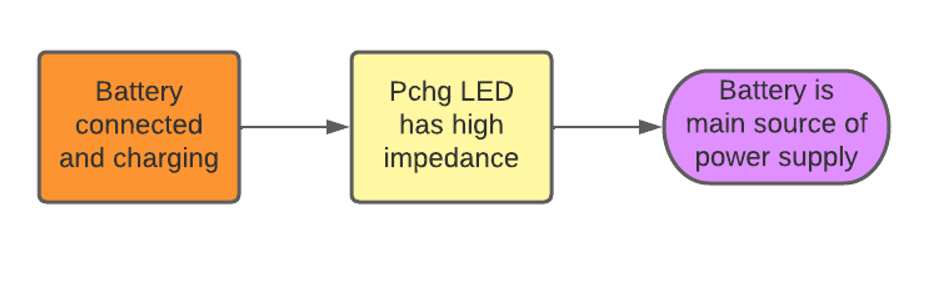 Battery
connected
and charging
Pchg LED
has high
impedance
Battery is
main source of
power supply